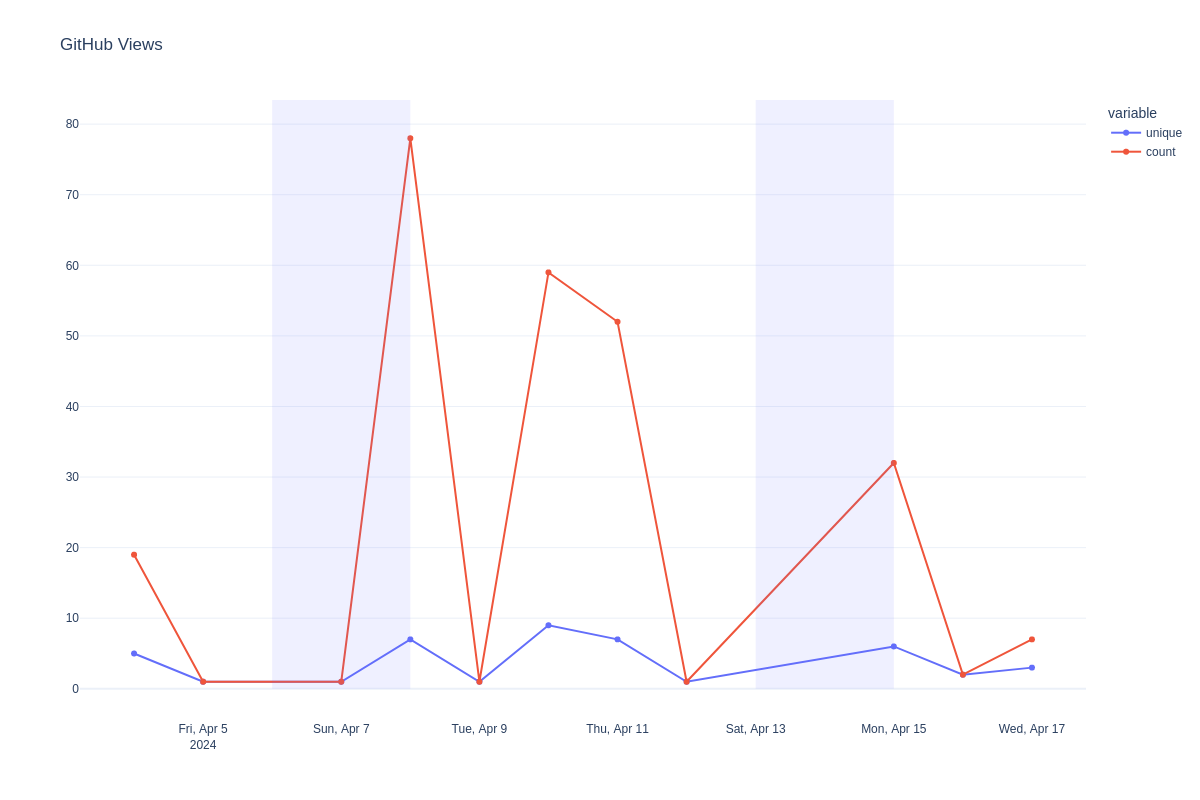 GitHub Views
variable
unique
count
80
70
60
50
40
30
20
10
0
Fri, Apr 5
2024
Sun, Apr 7
Tue, Apr 9
Thu, Apr 11
Sat, Apr 13
Mon, Apr 15
Wed, Apr 17